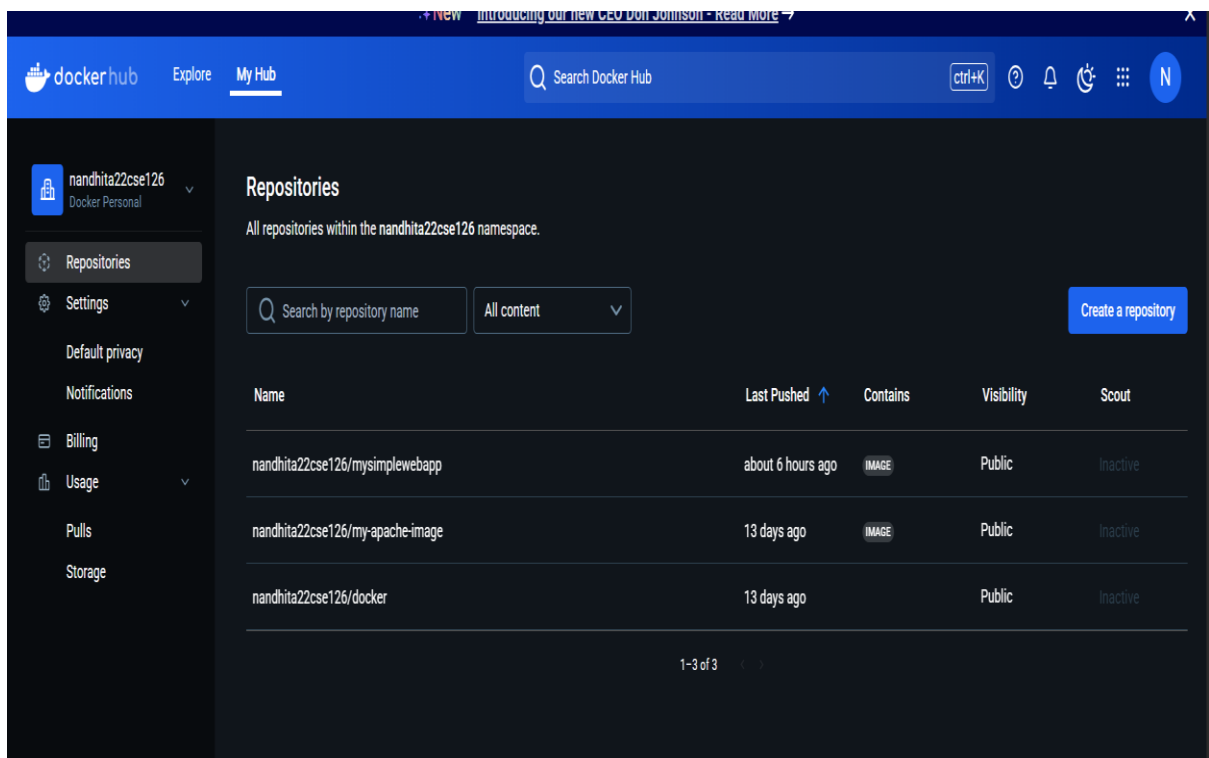 New Introducing our new CEO Don Johnson - Read More →
dockerhub Explore My Hub Search Docker Hub ctrl+K ? N
nandhita22cse126
Docker Personal
Repositories
Settings
Default privacy
Notifications
Billing
Usage
Pulls
Storage
Repositories
All repositories within the nandhita22cse126 namespace.
Search by repository name All content Create a repository
Name Last Pushed ↑ Contains Visibility Scout
nandhita22cse126/mysimplewebapp about 6 hours ago IMAGE Public Inactive
nandhita22cse126/my-apache-image 13 days ago IMAGE Public Inactive
nandhita22cse126/docker 13 days ago Public Inactive
1–3 of 3